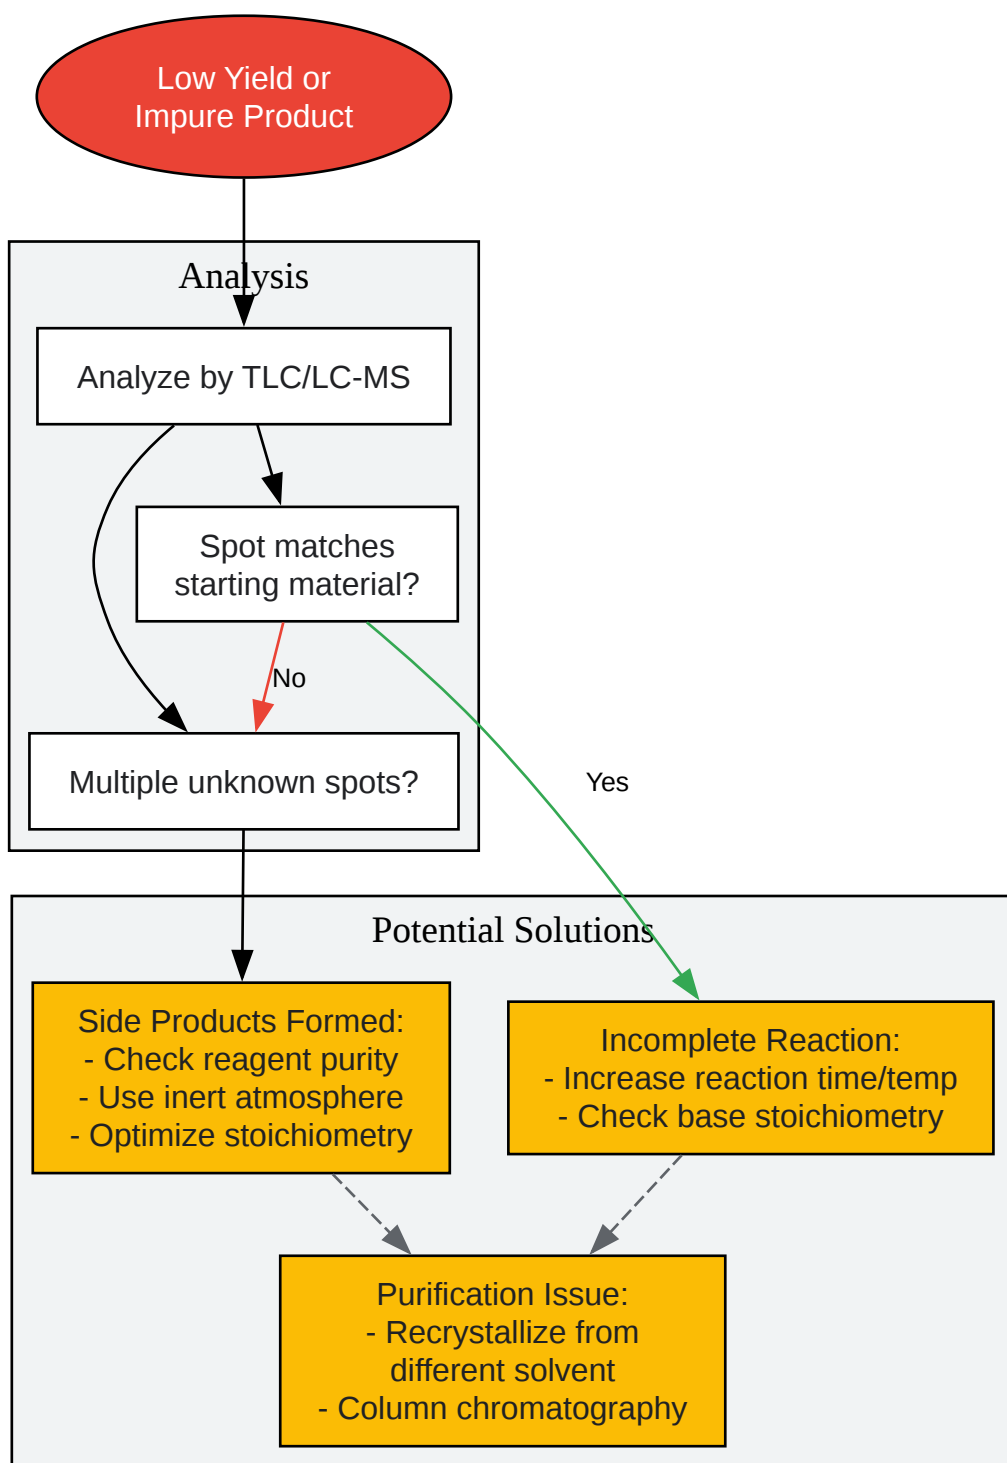 Low Yield or
Impure Product
Analysis
Analyze by TLC/LC-MS
Spot matches
starting material?
No
Multiple unknown spots?
Yes
Potential Solutions
Side Products Formed:
- Check reagent purity
- Use inert atmosphere
- Optimize stoichiometry
Incomplete Reaction:
- Increase reaction time/temp
- Check base stoichiometry
Purification Issue:
- Recrystallize from
different solvent
- Column chromatography